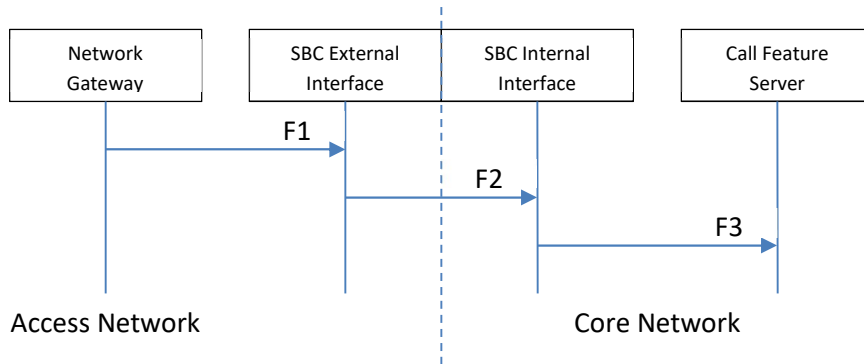 Network
Gateway
SBC External
Interface
SBC Internal
Interface
Call Feature
Server
F1
F2
F3
Access Network
Core Network